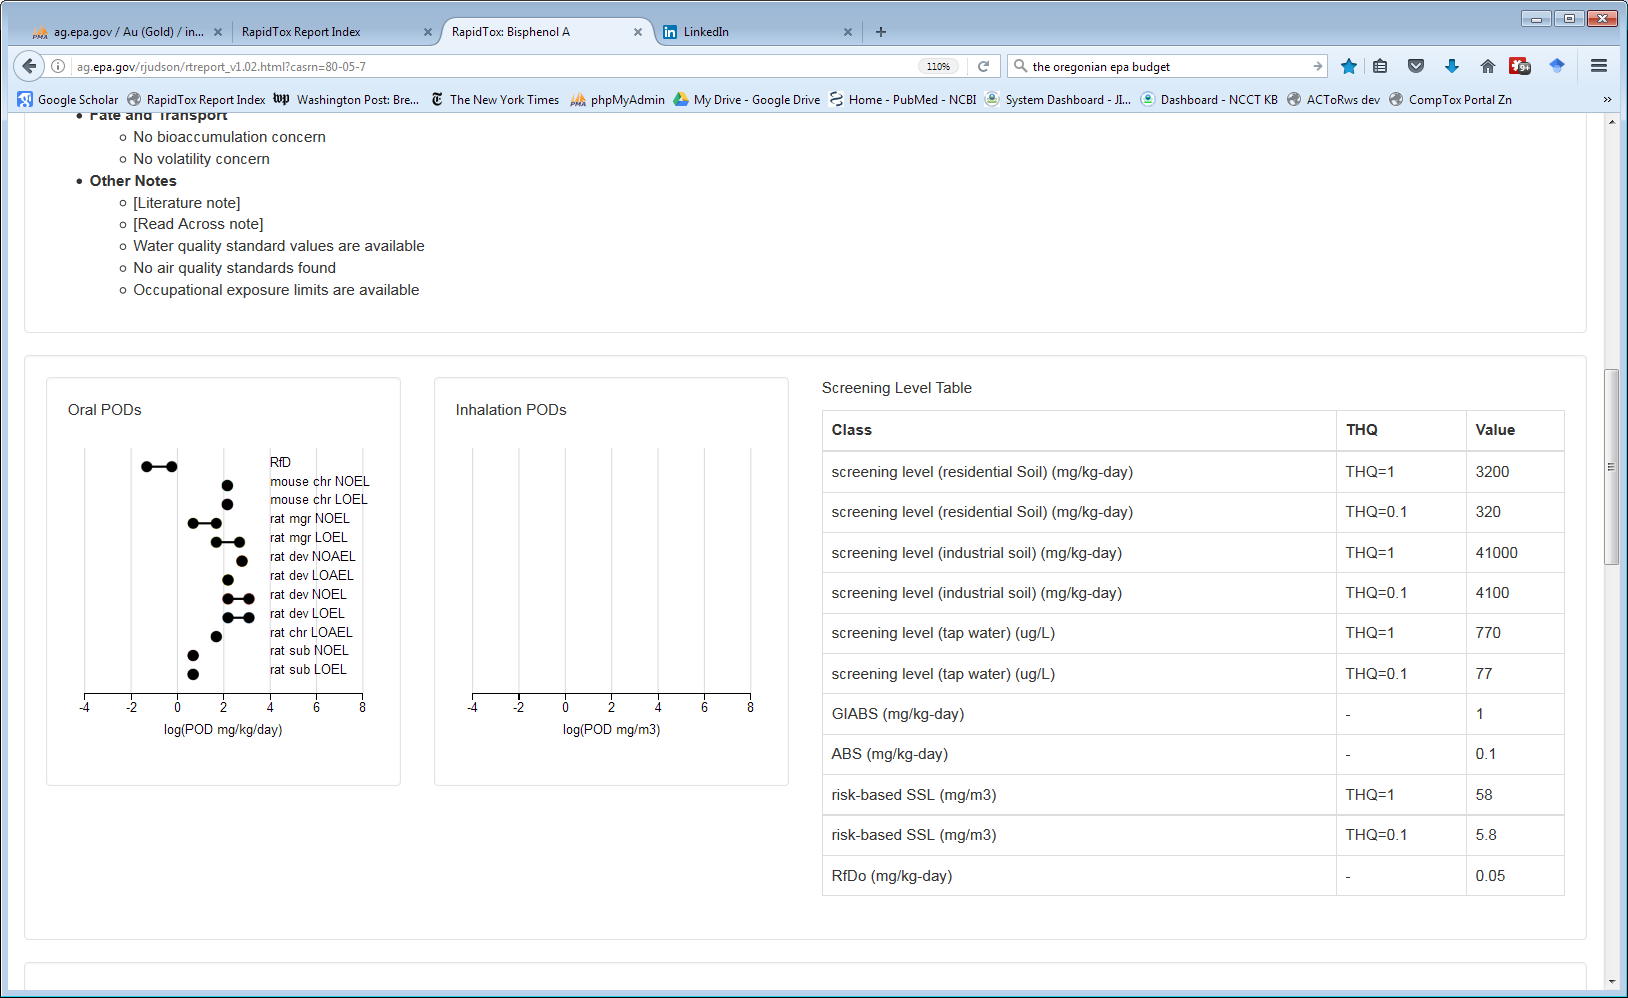 ag.epa.gov / Au (Gold) / in... RapidTox Report Index RapidTox: Bisphenol A LinkedIn
ag.epa.gov/rjudson/rtreport_v1.02.html?casrn=80-05-7 110% the oregonian epa budget
Google Scholar RapidTox Report Index Washington Post: Bre... The New York Times phpMyAdmin My Drive - Google Drive Home - PubMed - NCBI System Dashboard - JI... Dashboard - NCCT KB ACToRws dev CompTox Portal Zn
Fate and Transport
No bioaccumulation concern
No volatility concern
Other Notes
[Literature note]
[Read Across note]
Water quality standard values are available
No air quality standards found
Occupational exposure limits are available
Oral PODs
RfD
mouse chr NOEL
mouse chr LOEL
rat mgr NOEL
rat mgr LOEL
rat dev NOAEL
rat dev LOAEL
rat dev NOEL
rat dev LOEL
rat chr LOAEL
rat sub NOEL
rat sub LOEL
-4 -2 0 2 4 6 8
log(POD mg/kg/day)
Inhalation PODs
-4 -2 0 2 4 6 8
log(POD mg/m3)
Screening Level Table
Class THQ Value
screening level (residential Soil) (mg/kg-day) THQ=1 3200
screening level (residential Soil) (mg/kg-day) THQ=0.1 320
screening level (industrial soil) (mg/kg-day) THQ=1 41000
screening level (industrial soil) (mg/kg-day) THQ=0.1 4100
screening level (tap water) (ug/L) THQ=1 770
screening level (tap water) (ug/L) THQ=0.1 77
GIABS (mg/kg-day) - 1
ABS (mg/kg-day) - 0.1
risk-based SSL (mg/m3) THQ=1 58
risk-based SSL (mg/m3) THQ=0.1 5.8
RfDo (mg/kg-day) - 0.05